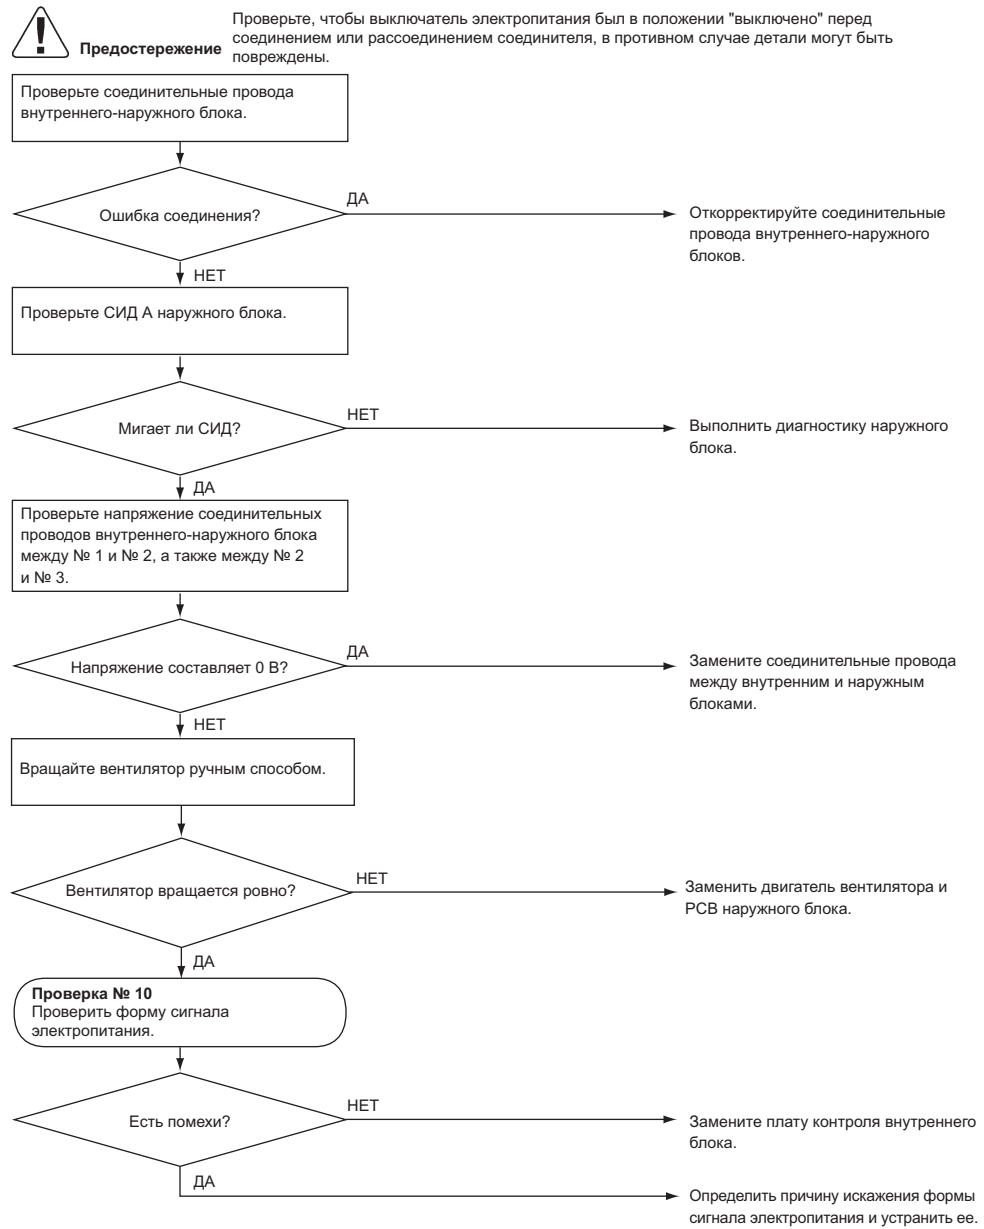 Предостережение
Проверьте, чтобы выключатель электропитания был в положении "выключено" перед
соединением или рассоединением соединителя, в противном случае детали могут быть
повреждены.
Проверьте соединительные провода
внутреннего-наружного блока.
Ошибка соединения?
ДА
Откорректируйте соединительные
провода внутреннего-наружного
блоков.
НЕТ
Проверьте СИД А наружного блока.
Мигает ли СИД?
НЕТ
Выполнить диагностику наружного
блока.
ДА
Проверьте напряжение соединительных
проводов внутреннего-наружного блока
между № 1 и № 2, а также между № 2
и № 3.
Напряжение составляет 0 В?
ДА
Замените соединительные провода
между внутренним и наружным
блоками.
НЕТ
Вращайте вентилятор ручным способом.
Вентилятор вращается ровно?
НЕТ
Заменить двигатель вентилятора и
PCB наружного блока.
ДА
Проверка № 10
Проверить форму сигнала
электропитания.
Есть помехи?
НЕТ
Замените плату контроля внутреннего
блока.
ДА
Определить причину искажения формы
сигнала электропитания и устранить ее.